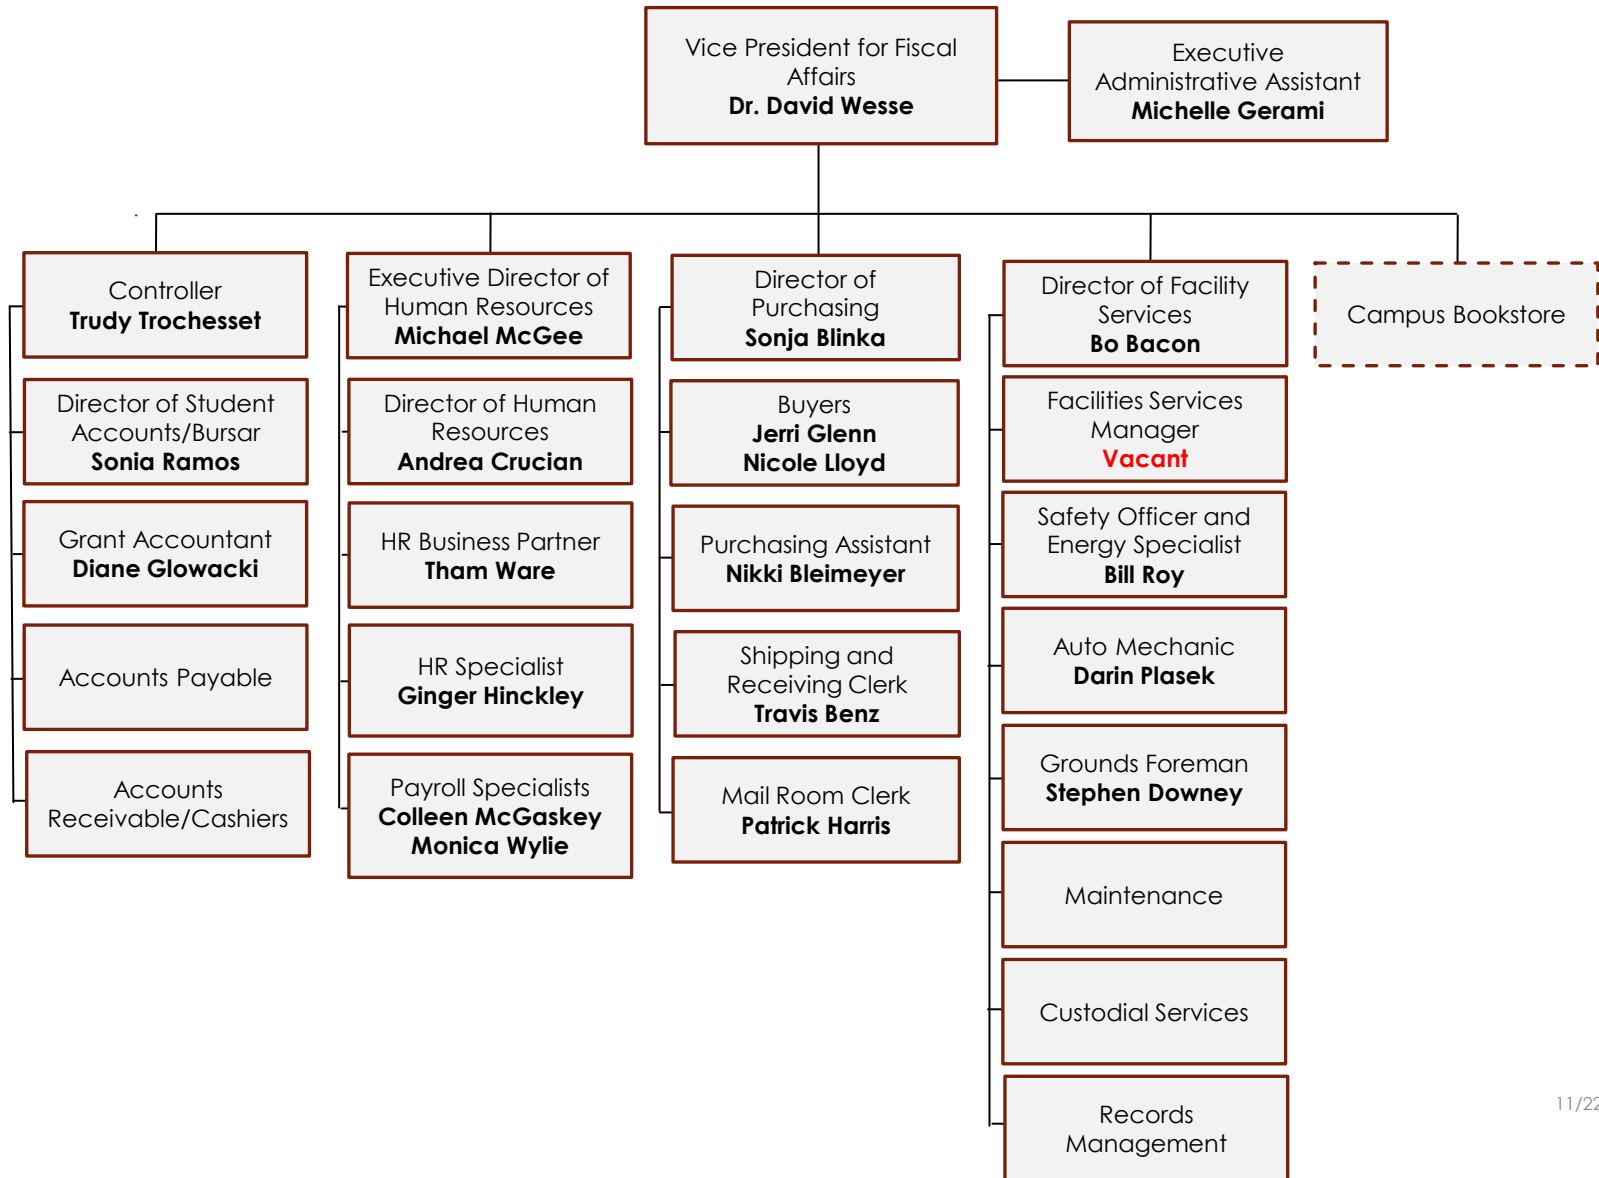 Vice President for Fiscal
Affairs
Dr. David Wesse
Executive
Administrative Assistant
Michelle Gerami
Controller
Trudy Trochesset
Director of Student
Accounts/Bursar
Sonia Ramos
Grant Accountant
Diane Glowacki
Accounts Payable
Accounts
Receivable/Cashiers
Executive Director of
Human Resources
Michael McGee
Director of Human
Resources
Andrea Crucian
HR Business Partner
Tham Ware
HR Specialist
Ginger Hinckley
Payroll Specialists
Colleen McGaskey
Monica Wylie
Director of
Purchasing
Sonja Blinka
Buyers
Jerri Glenn
Nicole Lloyd
Purchasing Assistant
Nikki Bleimeyer
Shipping and
Receiving Clerk
Travis Benz
Mail Room Clerk
Patrick Harris
Director of Facility
Services
Bo Bacon
Facilities Services
Manager
Vacant
Safety Officer and
Energy Specialist
Bill Roy
Auto Mechanic
Darin Plasek
Grounds Foreman
Stephen Downey
Maintenance
Custodial Services
Records
Management
Campus Bookstore
11/22